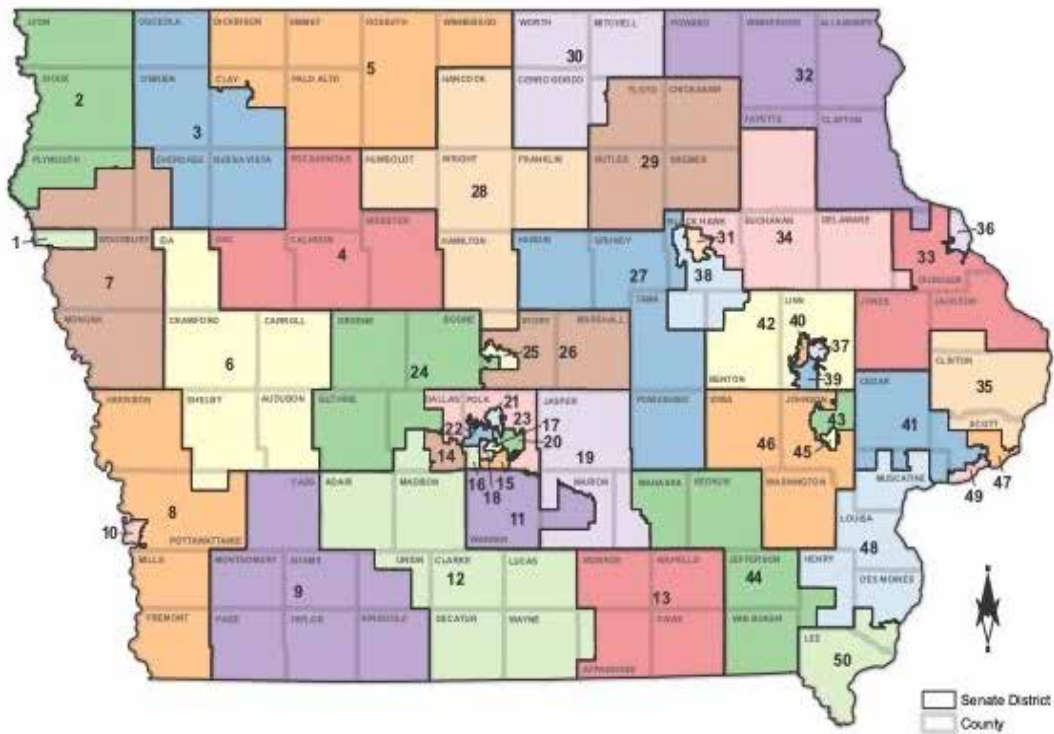 LYON OSCEOLA DICKINSON EMMET KOSSUTH WINNEBAGO WORTH MITCHELL HOWARD WINNESHIEK ALLAMAKEE
5 30 32
SIOUX O'BRIEN CLAY PALO ALTO HANCOCK CERRO GORDO FLOYD CHICKASAW
2 3
FAYETTE CLAYTON
PLYMOUTH CHEROKEE BUENA VISTA POCAHONTAS HUMBOLDT WRIGHT FRANKLIN BUTLER BREMER
28 29
WEBSTER BLACK HAWK BUCHANAN DELAWARE
1 WOODBURY IDA SAC CALHOUN HAMILTON HARDIN GRUNDY 31 34 36
7 4 27 38 33
DUBUQUE
MONONA CRAWFORD CARROLL GREENE BOONE STORY MARSHALL TAMA LINN JONES JACKSON
6 24 25 26 42 40 37
BENTON 39 CLINTON
HARRISON SHELBY AUDUBON GUTHRIE DALLAS POLK JASPER POWESHIEK IOWA JOHNSON CEDAR 35
21 22 23 17 43 41 SCOTT
14 20 19 46 45 47
CASS ADAIR MADISON 16 15 MARION MAHASKA KEOKUK WASHINGTON MUSCATINE 49
8 18 11
10 POTTAWATTAMIE WARREN LOUISA
48
MILLS MONTGOMERY ADAMS UNION CLARKE LUCAS MONROE WAPELLO JEFFERSON HENRY
9 12 13 44 DES MOINES
FREMONT PAGE TAYLOR RINGGOLD DECATUR WAYNE APPANOOSE DAVIS VAN BUREN LEE
50
Senate District
County